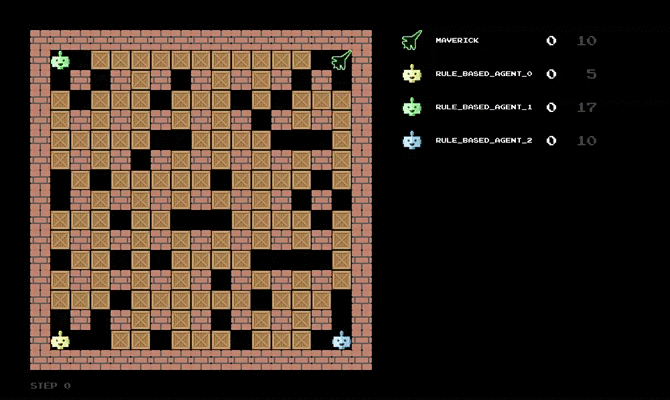 MAVERICK 0 10
RULE_BASED_AGENT_0 0 5
RULE_BASED_AGENT_1 0 17
RULE_BASED_AGENT_2 0 10
STEP 0